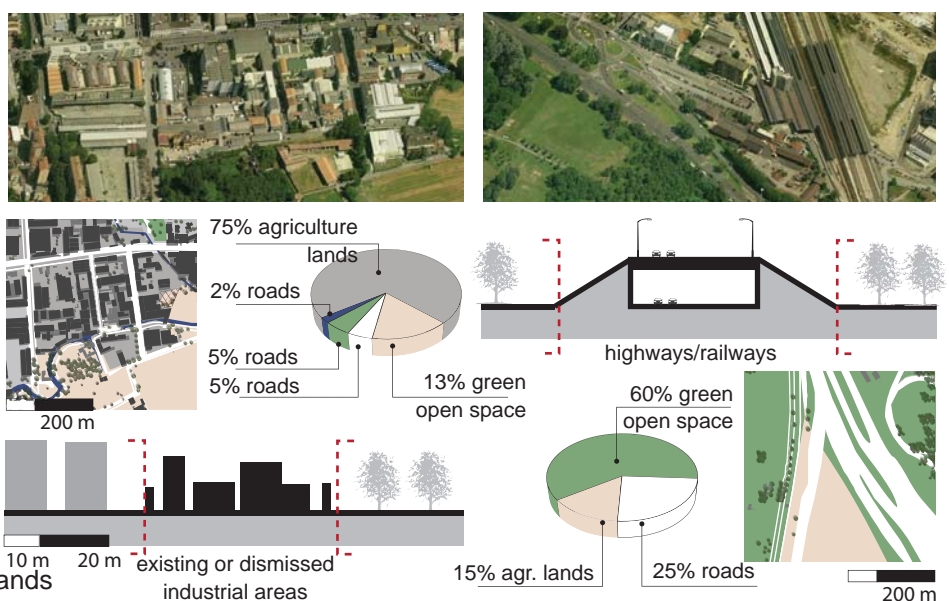 75% agriculture
lands
2% roads
5% roads
5% roads
13% green
open space
200 m
highways/railways
60% green
open space
15% agr. lands
25% roads
200 m
10 m
20 m
ands
existing or dismissed
industrial areas